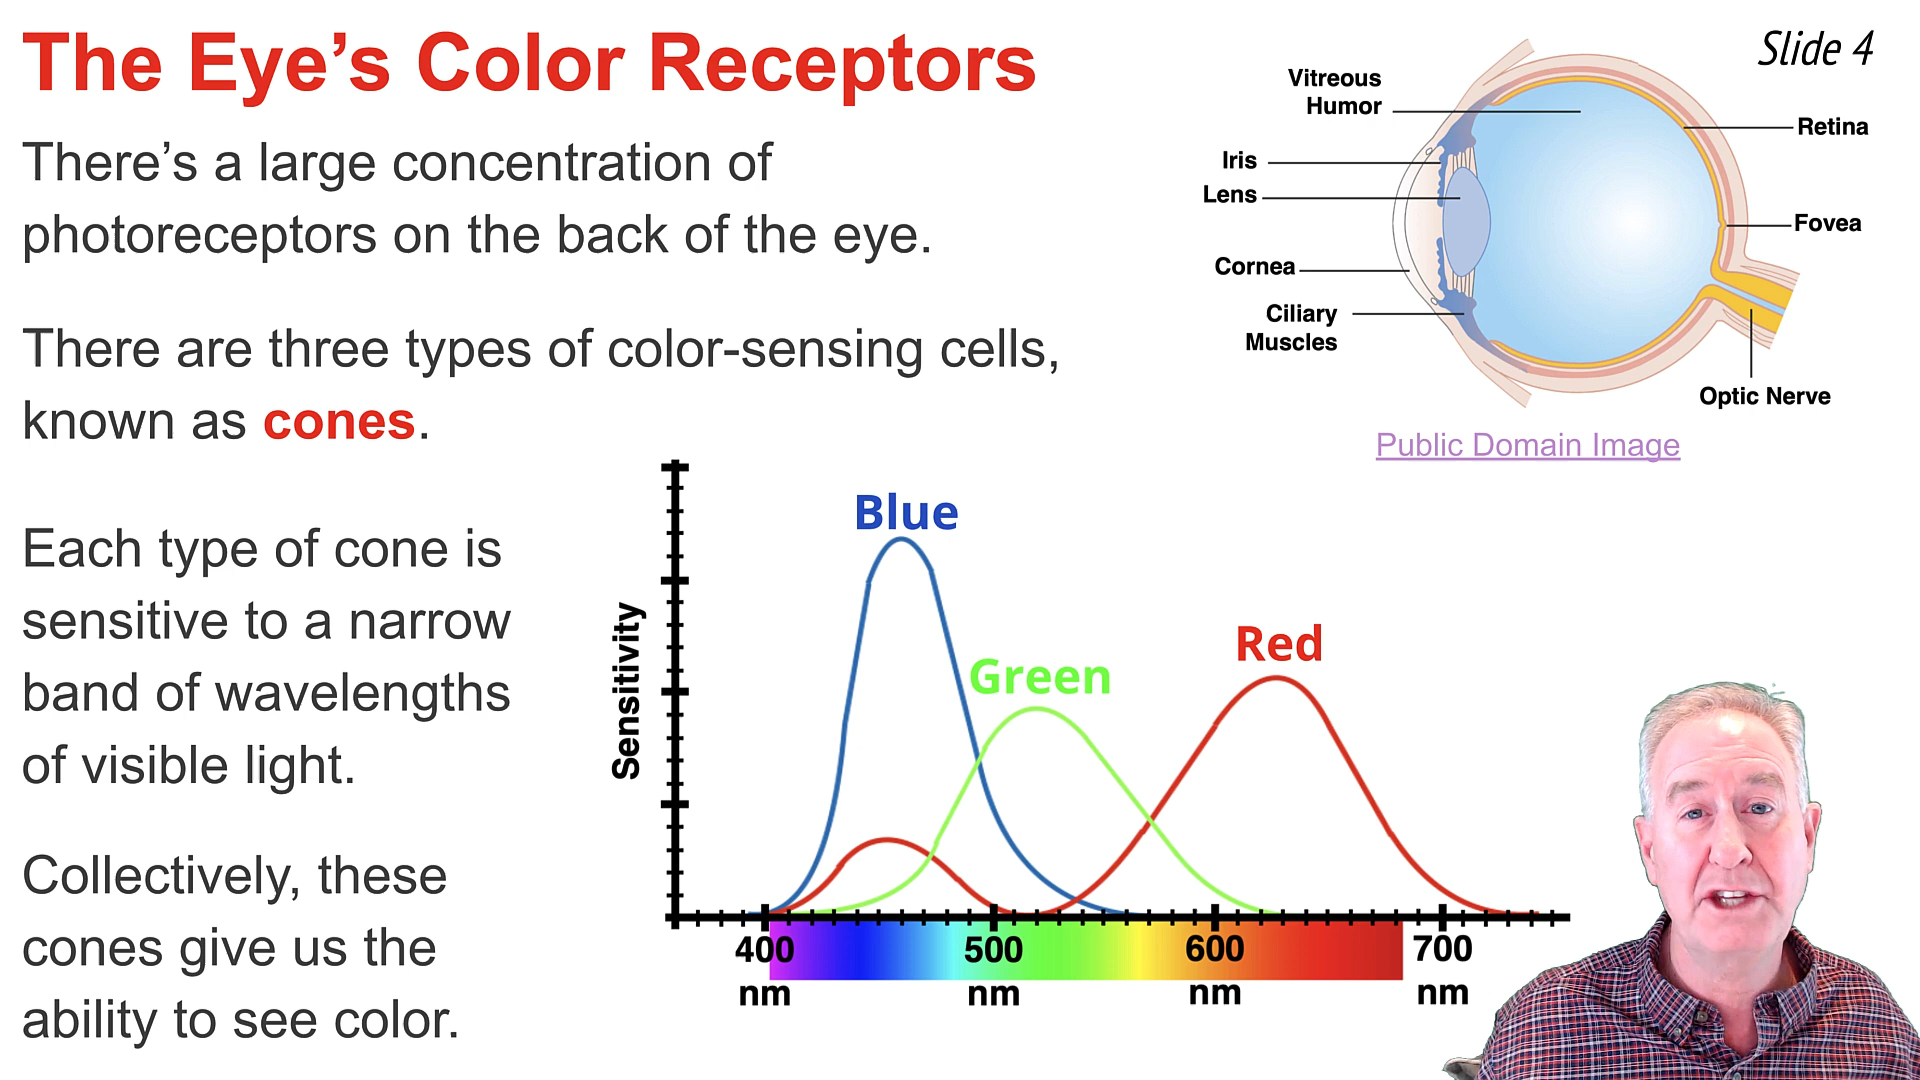 The Eye’s Color Receptors
Slide 4
There’s a large concentration of
photoreceptors on the back of the eye.
There are three types of color-sensing cells,
known as cones.
Each type of cone is
sensitive to a narrow
band of wavelengths
of visible light.
Collectively, these
cones give us the
ability to see color.
Vitreous
Humor
Iris
Lens
Cornea
Ciliary
Muscles
Retina
Fovea
Optic Nerve
Public Domain Image
Sensitivity
Blue
Green
Red
400 500 600 700
nm nm nm nm